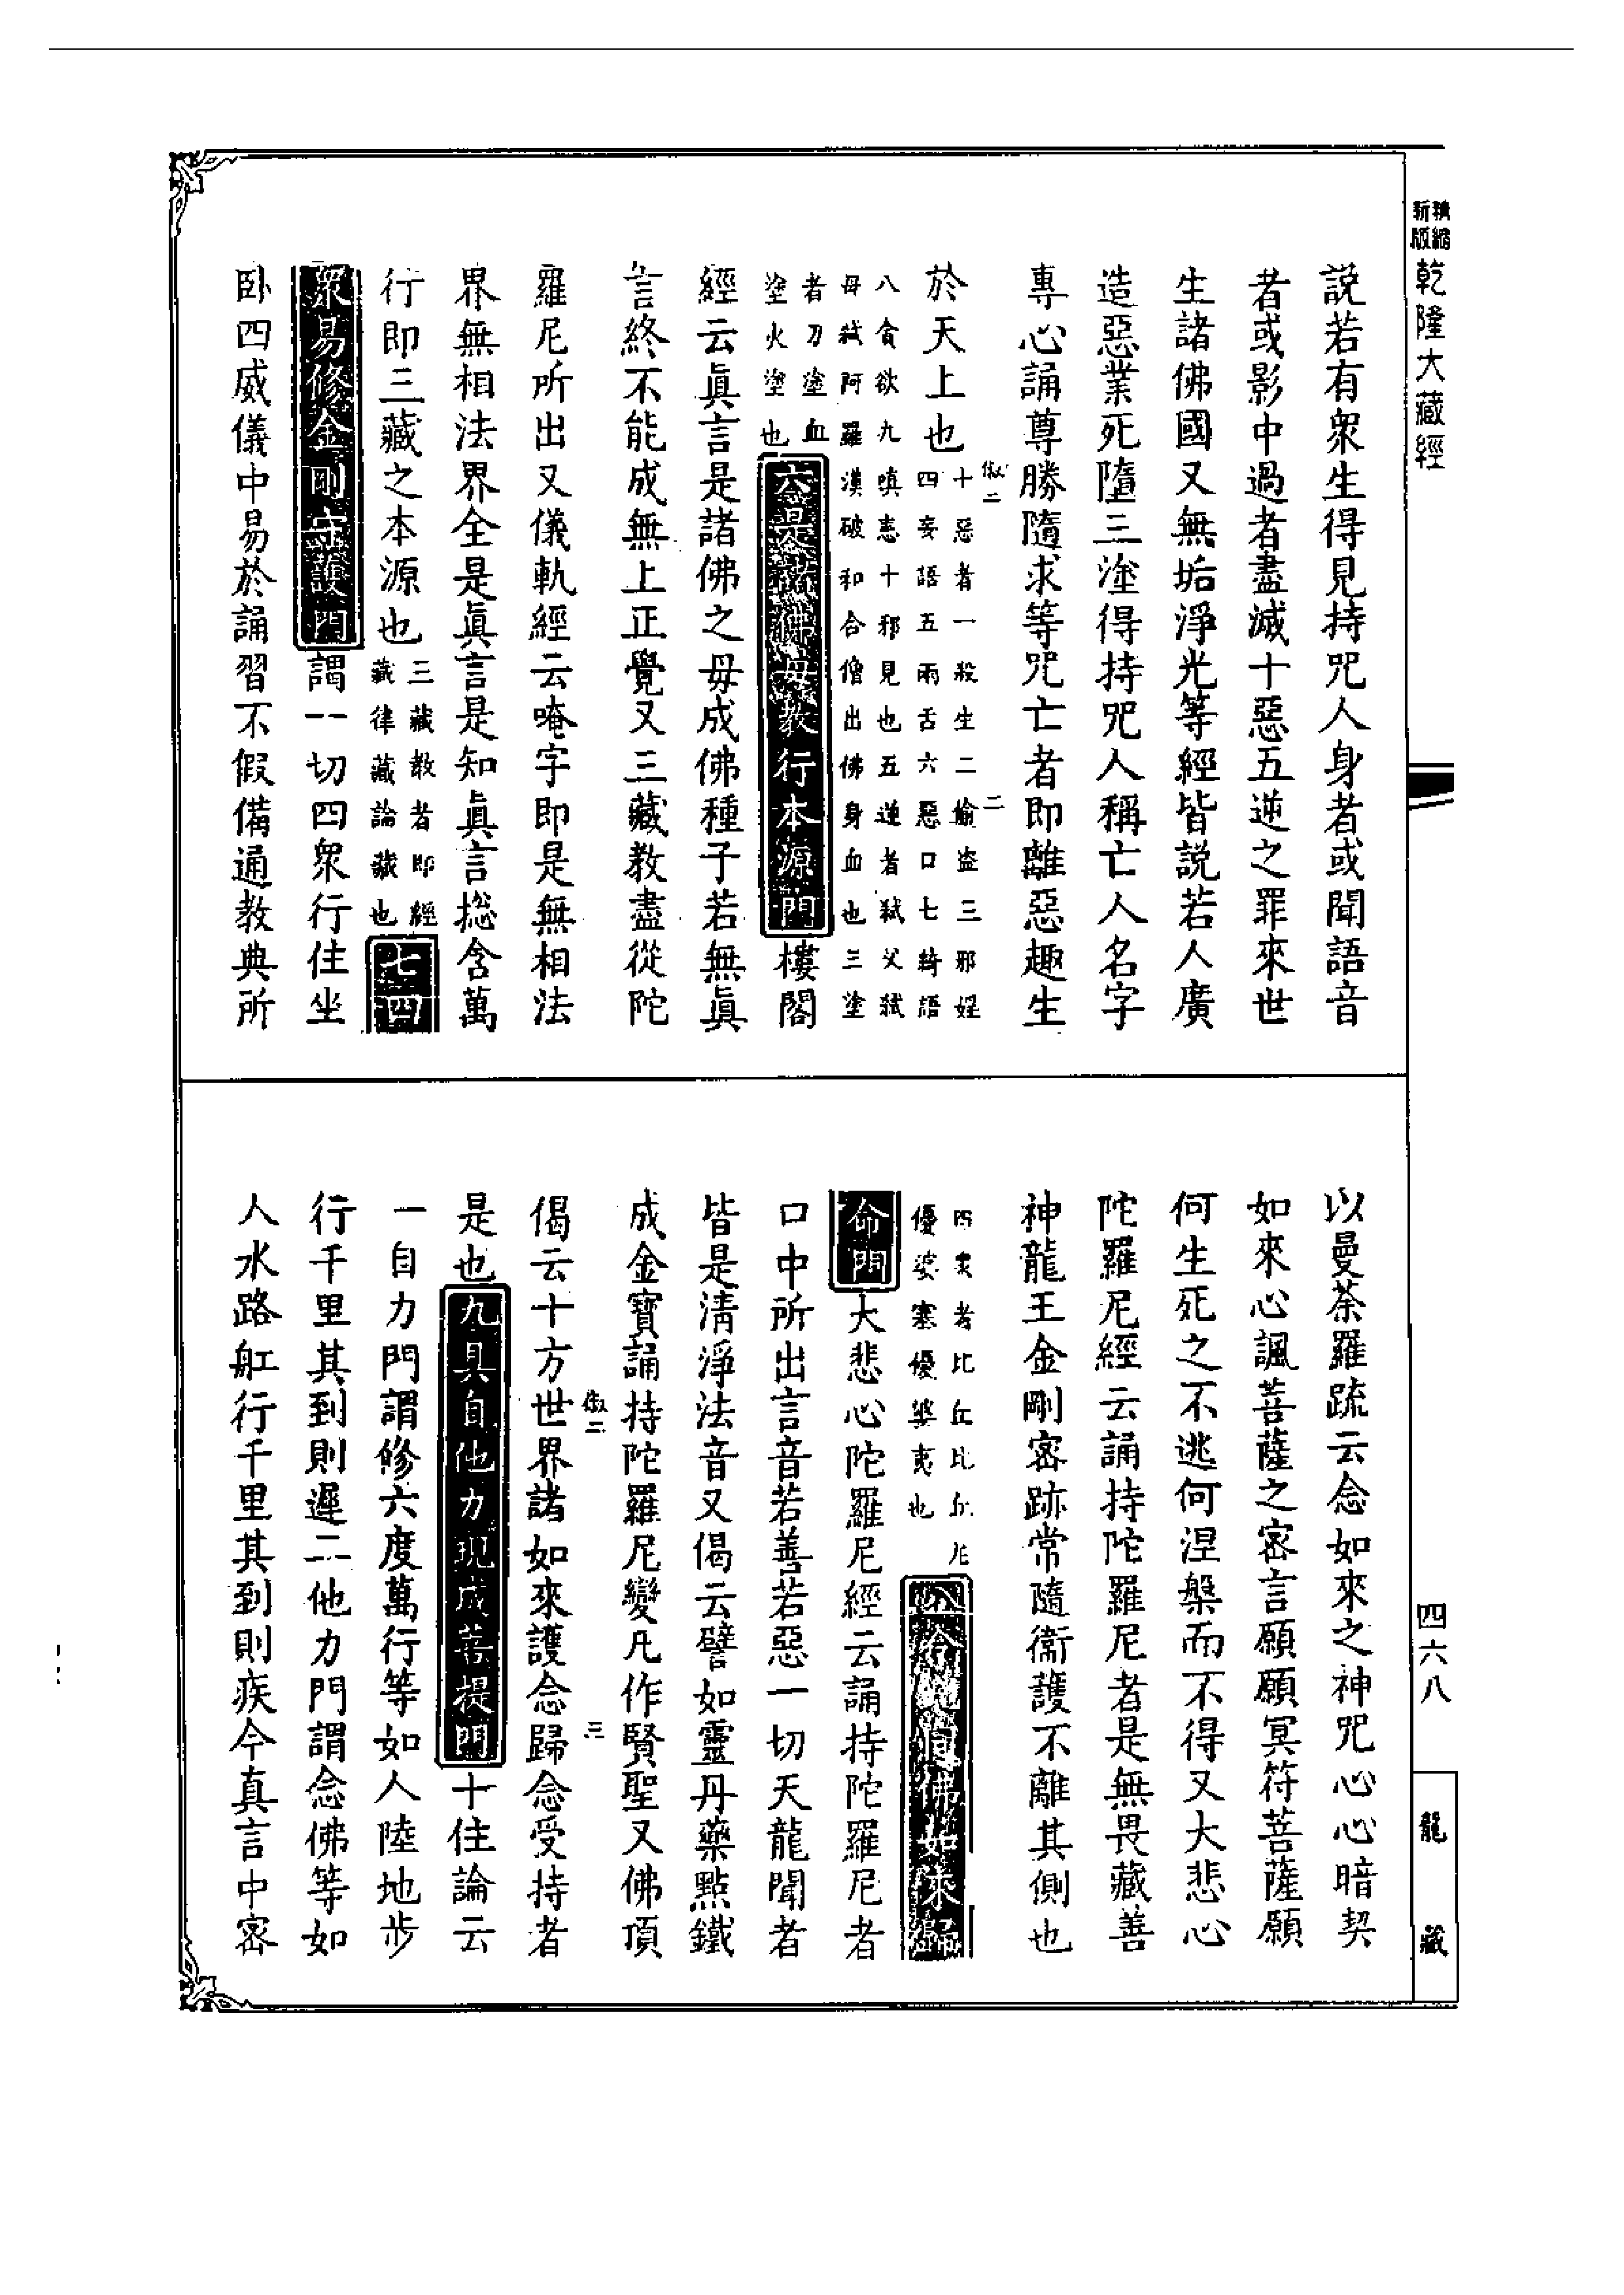 新版
精縮
乾隆大藏經
說若有衆生得見持咒人身者或聞語音
者或影中過者盡滅十惡五逆之罪來世
生諸佛國又無垢淨光等經皆說若人廣
造惡業死墮三塗得持咒人稱亡人名字
專心誦尊勝隨求等咒亡者即離惡趣生
於天上也
十惡者一殺生二偷盗三邪婬
四妄語五兩舌六惡口七綺語
八貪欲九嗔恚十邪見也五逆者弑父弑
母弑阿羅漢破和合僧出佛身血也三塗
者刀塗血
塗火塗也
六是諸佛母教行本源門樓閣
經云眞言是諸佛之毋成佛種子若無眞
言終不能成無上正覺又三藏教盡從陀
羅尼所出又儀軌經云唵字即是無相法
界無相法界全是眞言是知眞言捴含萬
行即三藏之本源也
三藏教者即經
藏律藏論藏也
七四
衆易修金剛守護門謂一切四衆行住坐
卧四威儀中易於誦習不假備通教典所
以曼荼羅疏云念如來之神咒心心暗契
如來心諷菩薩之密言願願冥符菩薩願
何生死之不逃何涅槃而不得又大悲心
陀羅尼經云誦持陀羅尼者是無畏藏善
神龍王金剛密跡常隨衛護不離其側也
四衆者比丘比丘尼
優婆塞優婆夷也
命門大悲心陀羅尼經云誦持陀羅尼者
口中所出言音若善若惡一切天龍聞者
皆是清淨法音又偈云譬如靈丹藥點鐵
成金寶誦持陀羅尼變凡作賢聖又佛頂
偈云十方世界諸如來護念歸念受持者
是也九具自他力現成菩提門十住論云
一自力門謂修六度萬行等如人陸地步
行千里其到則遲二他力門謂念佛等如
人水路舡行千里其到則疾今真言中密
四六八
龍藏